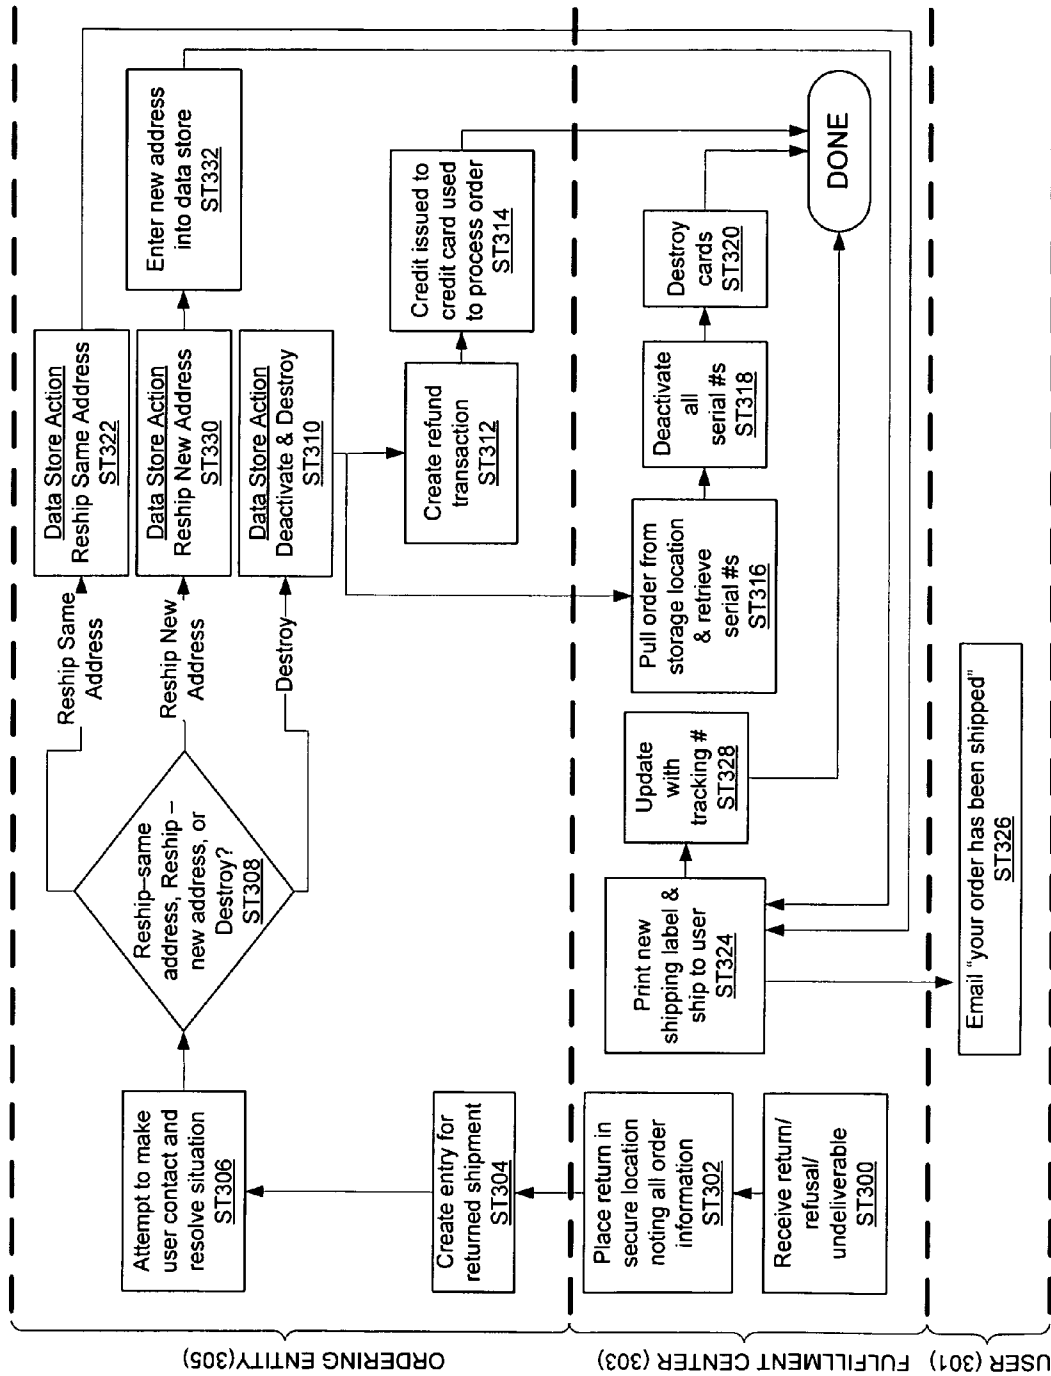 ORDERING ENTITY (305)
Attempt to make
user contact and
resolve situation
ST306
Reship–same
address, Reship –
new address, or
Destroy?
ST308
Reship Same
Address
Reship New
Address
Destroy
Data Store Action
Reship Same Address
ST322
Data Store Action
Reship New Address
ST330
Data Store Action
Deactivate & Destroy
ST310
Enter new address
into data store
ST332
Create entry for
returned shipment
ST304
Create refund
transaction
ST312
Credit issued to
credit card used
to process order
ST314
FULFILLMENT CENTER (303)
Place return in
secure location
noting all order
information
ST302
Receive return/
refusal/
undeliverable
ST300
Print new
shipping label &
ship to user
ST324
Update
with
tracking #
ST328
Pull order from
storage location
& retrieve
serial #s
ST316
Deactivate
all
serial #s
ST318
Destroy
cards
ST320
DONE
USER (301)
Email “your order has been shipped”
ST326